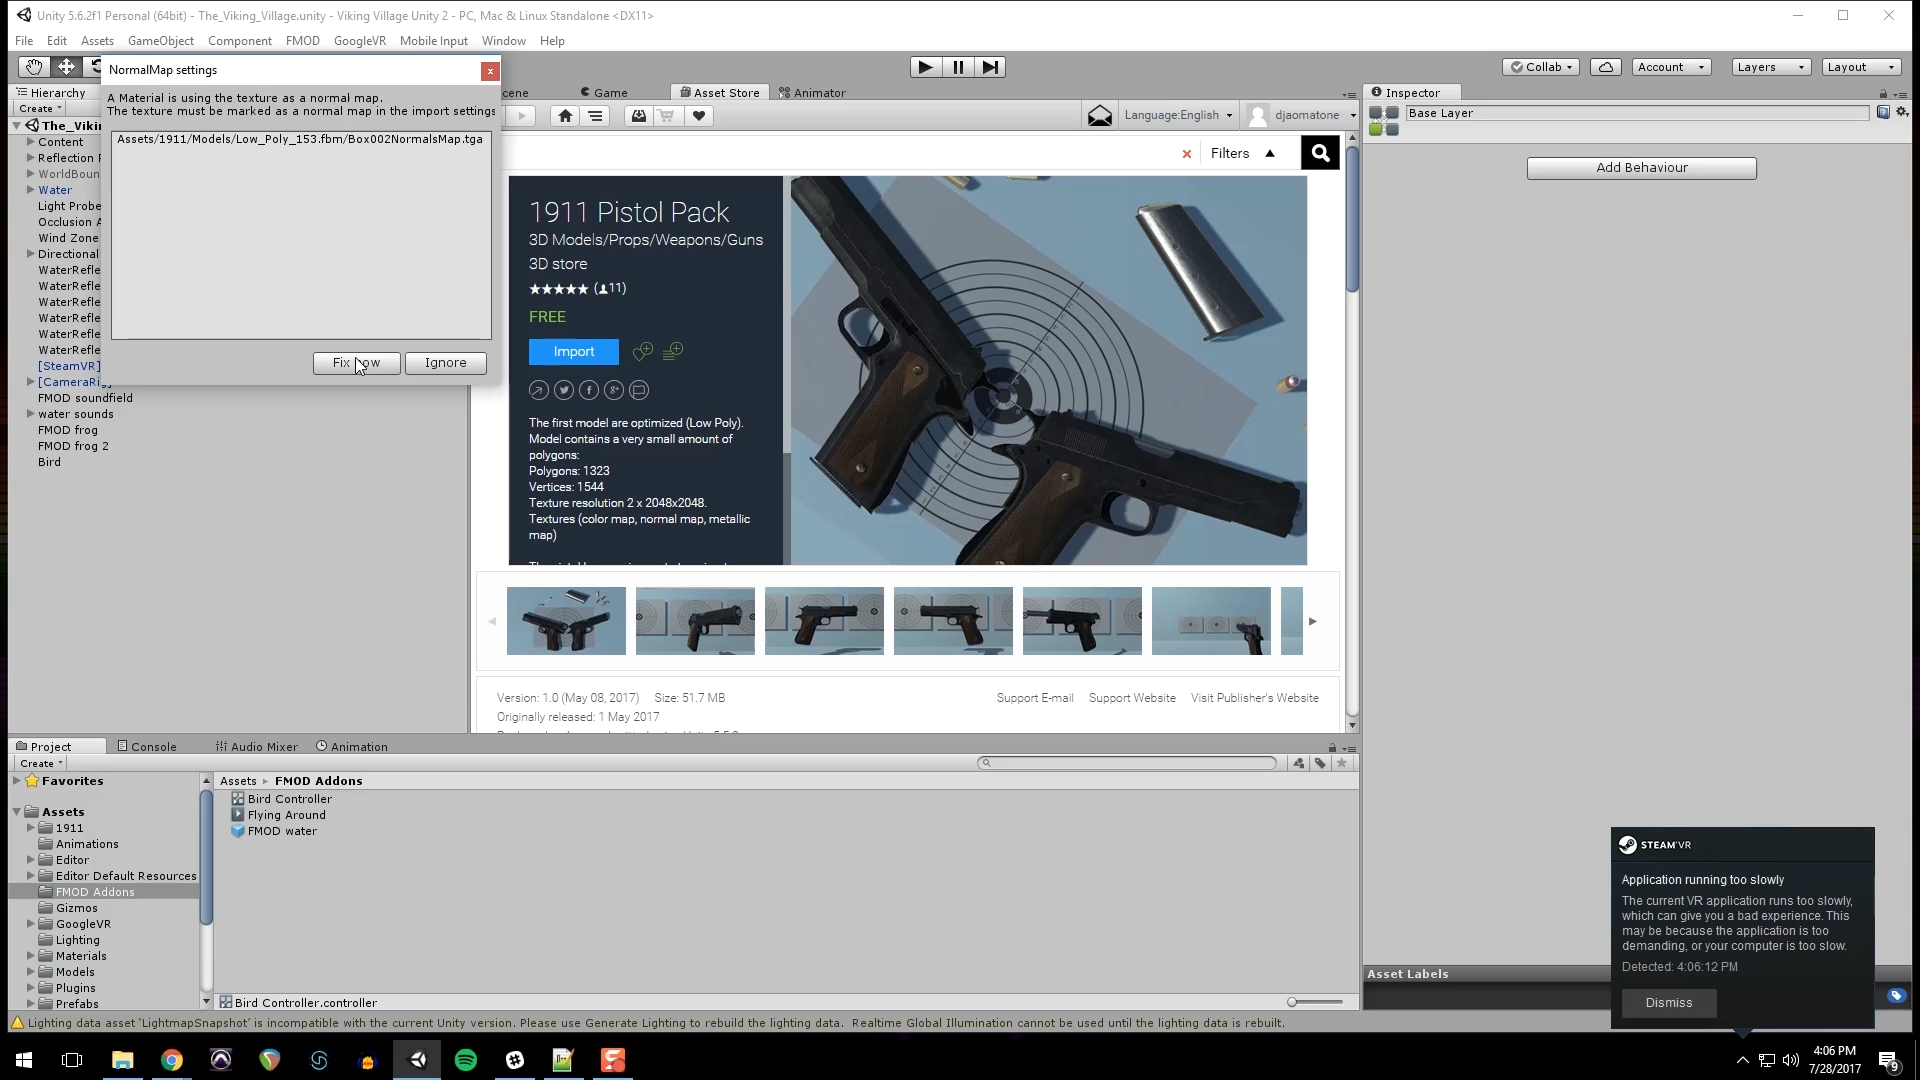 Unity 5.6.2f1 Personal (64bit) - The_Viking_Village.unity - Viking Village Unity 2 - PC, Mac & Linux Standalone <DX11>
File Edit Assets GameObject Component FMOD GoogleVR Mobile Input Window Help
Collab Account Layers Layout
NormalMap settings
A Material is using the texture as a normal map.
The texture must be marked as a normal map in the import settings
Assets/1911/Models/Low_Poly_153.fbm/Box002NormalsMap.tga
Ignore
Hierarchy
Create
Content
Water
Light Probe
Wind Zone
Directional
[SteamVR]
FMOD soundfield
water sounds
FMOD frog
FMOD frog 2
Bird
Game Asset Store Animator
Language:English djaomatone
Filters
1911 Pistol Pack
3D Models/Props/Weapons/Guns
3D store
★★★★★ (11)
FREE
Import
The first model are optimized (Low Poly).
Model contains a very small amount of
polygons:
Polygons: 1323
Vertices: 1544
Texture resolution 2 x 2048x2048.
Textures (color map, normal map, metallic
map)
Version: 1.0 (May 08, 2017) Size: 51.7 MB Support E-mail Support Website Visit Publisher's Website
Originally released: 1 May 2017
Inspector
Base Layer
Add Behaviour
Asset Labels
Project Console Audio Mixer Animation
Create
Favorites
Assets
1911
Animations
Editor
Editor Default Resources
FMOD Addons
Gizmos
GoogleVR
Lighting
Materials
Models
Plugins
Prefabs
Assets FMOD Addons
Bird Controller
Flying Around
FMOD water
Bird Controller.controller
Lighting data asset 'LightmapSnapshot' is incompatible with the current Unity version. Please use Generate Lighting to rebuild the lighting data. Realtime Global Illumination cannot be used until the lighting data is rebuilt.
STEAMVR
Application running too slowly
The current VR application runs too slowly,
which can give you a bad experience. This
may be because the application is too
demanding, or your computer is too slow.
Detected: 4:06:12 PM
Dismiss
4:06 PM
7/28/2017
9